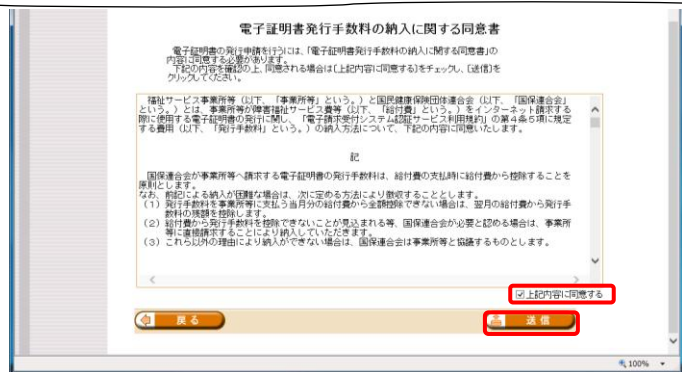 電子証明書発行手数料の納入に関する同意書
電子証明書の発行申請を行うには、「電子証明書発行手数料の納入に関する同意書」の
内容に同意する必要があります。
下記の内容を確認の上、同意される場合は［上記内容に同意する］をチェックし、［送信］を
クリックしてください。
福祉サービス事業所等（以下、「事業所等」という。）と国民健康保険団体連合会（以下、「国保連合会」
という。）とは、事業所等が障害福祉サービス費等（以下、「給付費」という。）をインターネット請求する
際に使用する電子証明書の発行に関し、「電子請求受付システム認証サービス利用規約」の第４条６項に規定
する費用（以下、「発行手数料」という。）の納入方法について、下記の内容に同意いたします。
記
国保連合会が事業所等へ請求する電子証明書の発行手数料は、給付費の支払時に給付費から控除することを
原則とします。
なお、前記による納入が困難な場合は、次に定める方法により徴収することとします。
（１）発行手数料を事業所等に支払う当月分の給付費から全額控除できない場合は、翌月の給付費から発行手
数料の残額を控除します。
（２）給付費から発行手数料を控除できないことが見込まれる等、国保連合会が必要と認める場合は、事業所
等に直接請求することにより納入していただきます。
（３）これら以外の理由により納入ができない場合は、国保連合会は事業所等と協議するものとします。
上記内容に同意する
戻る
送信
100%